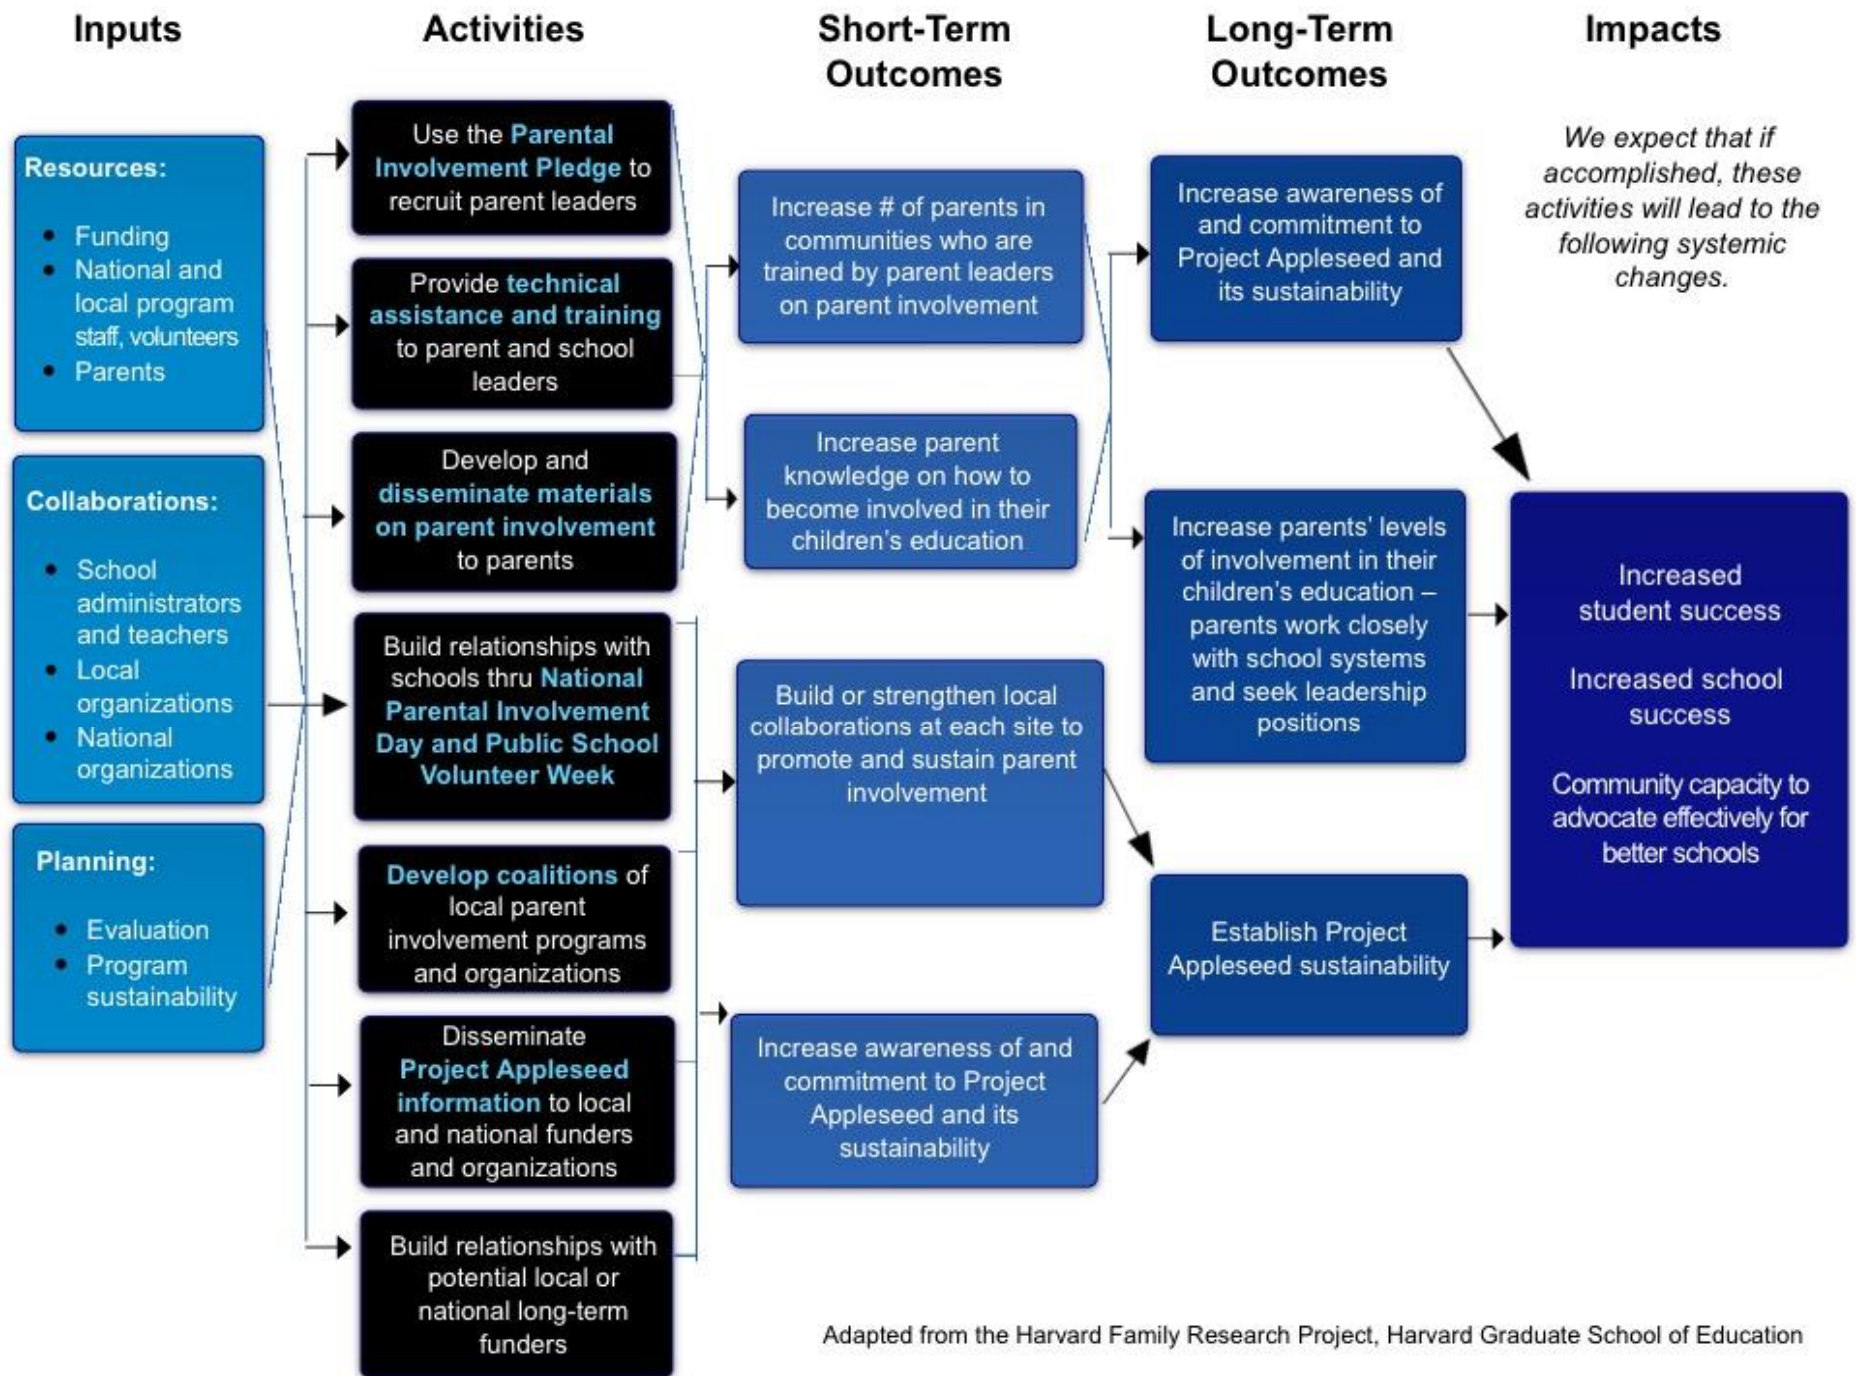 Inputs
Activities
Short-Term
Outcomes
Long-Term
Outcomes
Impacts
Resources:
• Funding
• National and
local program
staff, volunteers
• Parents
Collaborations:
• School
administrators
and teachers
• Local
organizations
• National
organizations
Planning:
• Evaluation
• Program
sustainability
Use the Parental
Involvement Pledge to
recruit parent leaders
Provide technical
assistance and training
to parent and school
leaders
Develop and
disseminate materials
on parent involvement
to parents
Build relationships with
schools thru National
Parental Involvement
Day and Public School
Volunteer Week
Develop coalitions of
local parent
involvement programs
and organizations
Disseminate
Project Appleseed
information to local
and national funders
and organizations
Build relationships with
potential local or
national long-term
funders
Increase # of parents in
communities who are
trained by parent leaders
on parent involvement
Increase parent
knowledge on how to
become involved in their
children's education
Build or strengthen local
collaborations at each site to
promote and sustain parent
involvement
Increase awareness of and
commitment to Project
Appleseed and its
sustainability
Increase awareness of
and commitment to
Project Appleseed and
its sustainability
Increase parents' levels
of involvement in their
children's education –
parents work closely
with school systems
and seek leadership
positions
Establish Project
Appleseed sustainability
We expect that if
accomplished, these
activities will lead to the
following systemic
changes.
Increased
student success
Increased school
success
Community capacity to
advocate effectively for
better schools
Adapted from the Harvard Family Research Project, Harvard Graduate School of Education